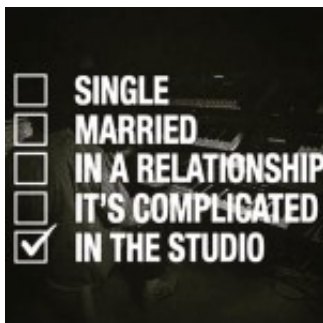 SINGLE
MARRIED
IN A RELATIONSHIP
IT'S COMPLICATED
IN THE STUDIO